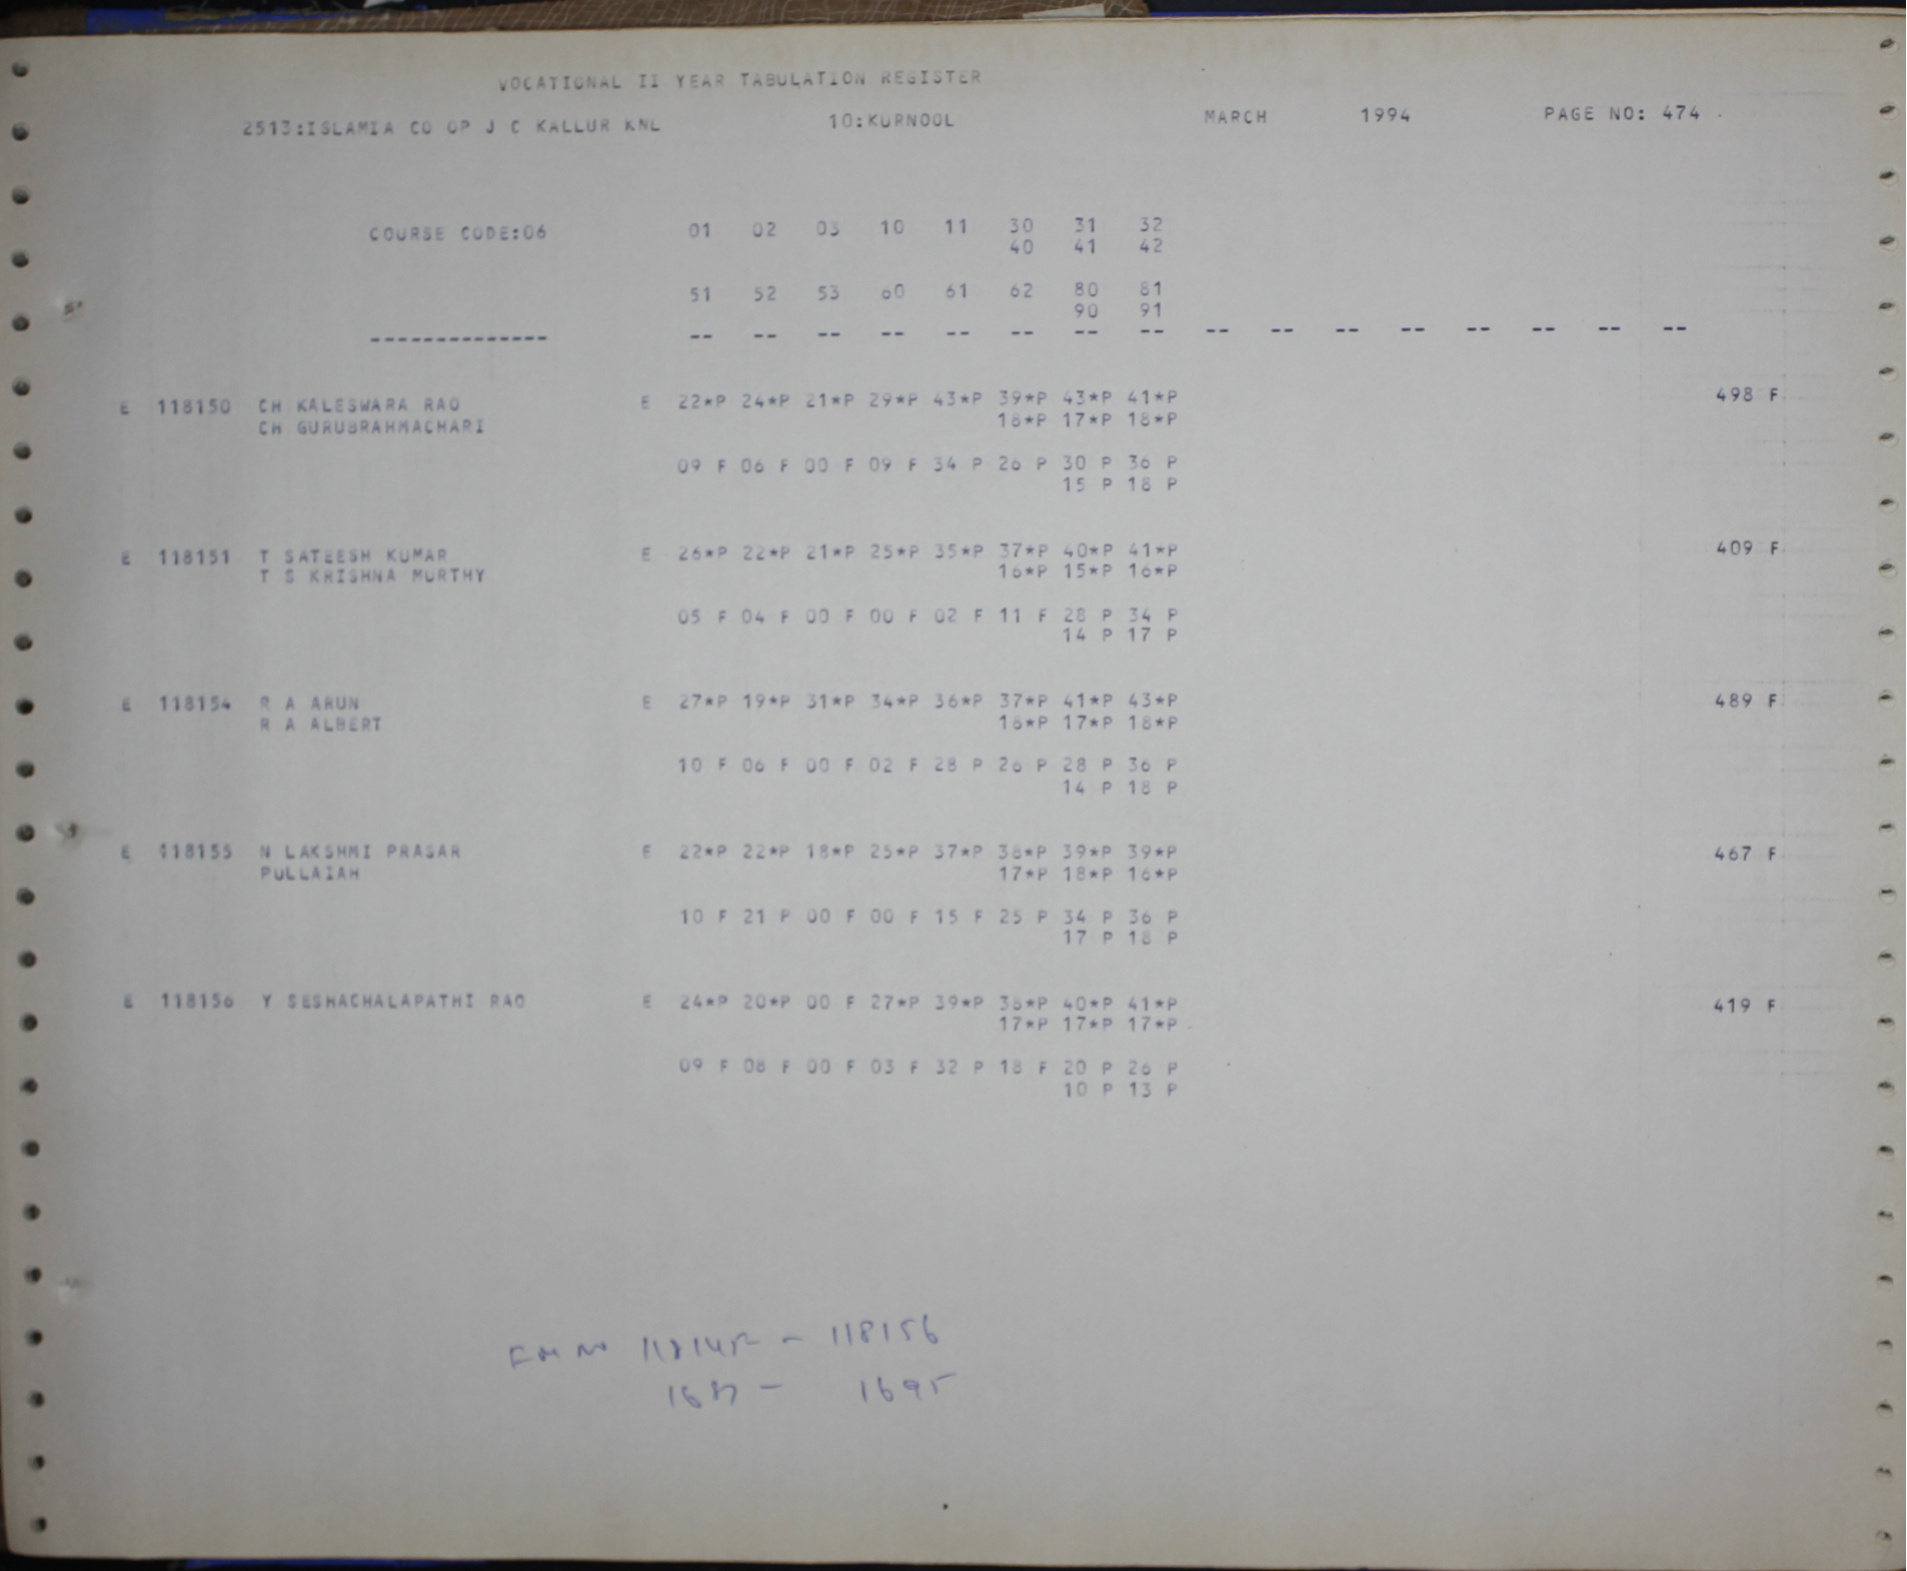 VOCATIONAL II YEAR TABULATION REGISTER
2513:ISLAMIA CO OP J C KALLUR KNL 10:KURNOOL MARCH 1994 PAGE NO: 474
COURSE CODE:06 01 02 03 10 11 30 31 32
40 41 42
51 52 53 60 61 62 80 81
90 91
-------------- -- -- -- -- -- -- -- -- -- -- -- -- -- -- -- --
E 118150 CH KALESWARA RAO E 22*P 24*P 21*P 29*P 43*P 39*P 43*P 41*P 498 F
CH GURUBRAHMACHARI 18*P 17*P 18*P
09 F 06 F 00 F 09 F 34 P 26 P 30 P 36 P
15 P 18 P
E 118151 T SATEESH KUMAR E 26*P 22*P 21*P 25*P 35*P 37*P 40*P 41*P 409 F
T S KRISHNA MURTHY 16*P 15*P 16*P
05 F 04 F 00 F 00 F 02 F 11 F 28 P 34 P
14 P 17 P
E 118154 R A ARUN E 27*P 19*P 31*P 34*P 36*P 37*P 41*P 43*P 489 F
R A ALBERT 18*P 17*P 18*P
10 F 06 F 00 F 02 F 28 P 26 P 28 P 36 P
14 P 18 P
E 118155 N LAKSHMI PRASAR E 22*P 22*P 18*P 25*P 37*P 38*P 39*P 39*P 467 F
PULLAIAH 17*P 18*P 16*P
10 F 21 P 00 F 00 F 15 F 25 P 34 P 36 P
17 P 18 P
E 118156 Y SESHACHALAPATHI RAO E 24*P 20*P 00 F 27*P 39*P 38*P 40*P 41*P 419 F
17*P 17*P 17*P
09 F 08 F 00 F 03 F 32 P 18 F 20 P 26 P
10 P 13 P
No - 118156
- 1695